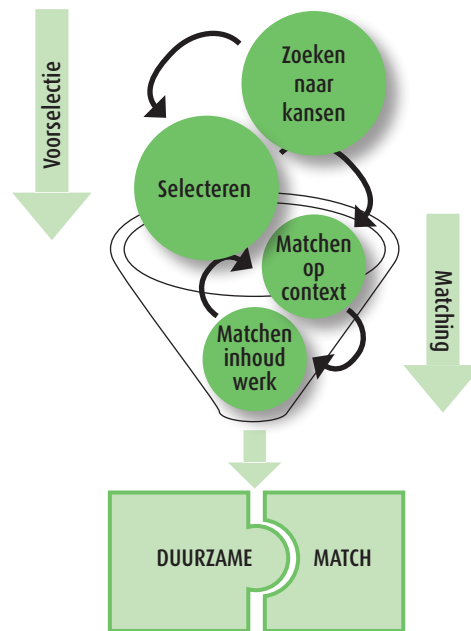 Voorselectie
Zoeken
naar
kansen
Selecteren
Matchen
op
context
Matchen
inhoud
werk
Matching
DUURZAME MATCH